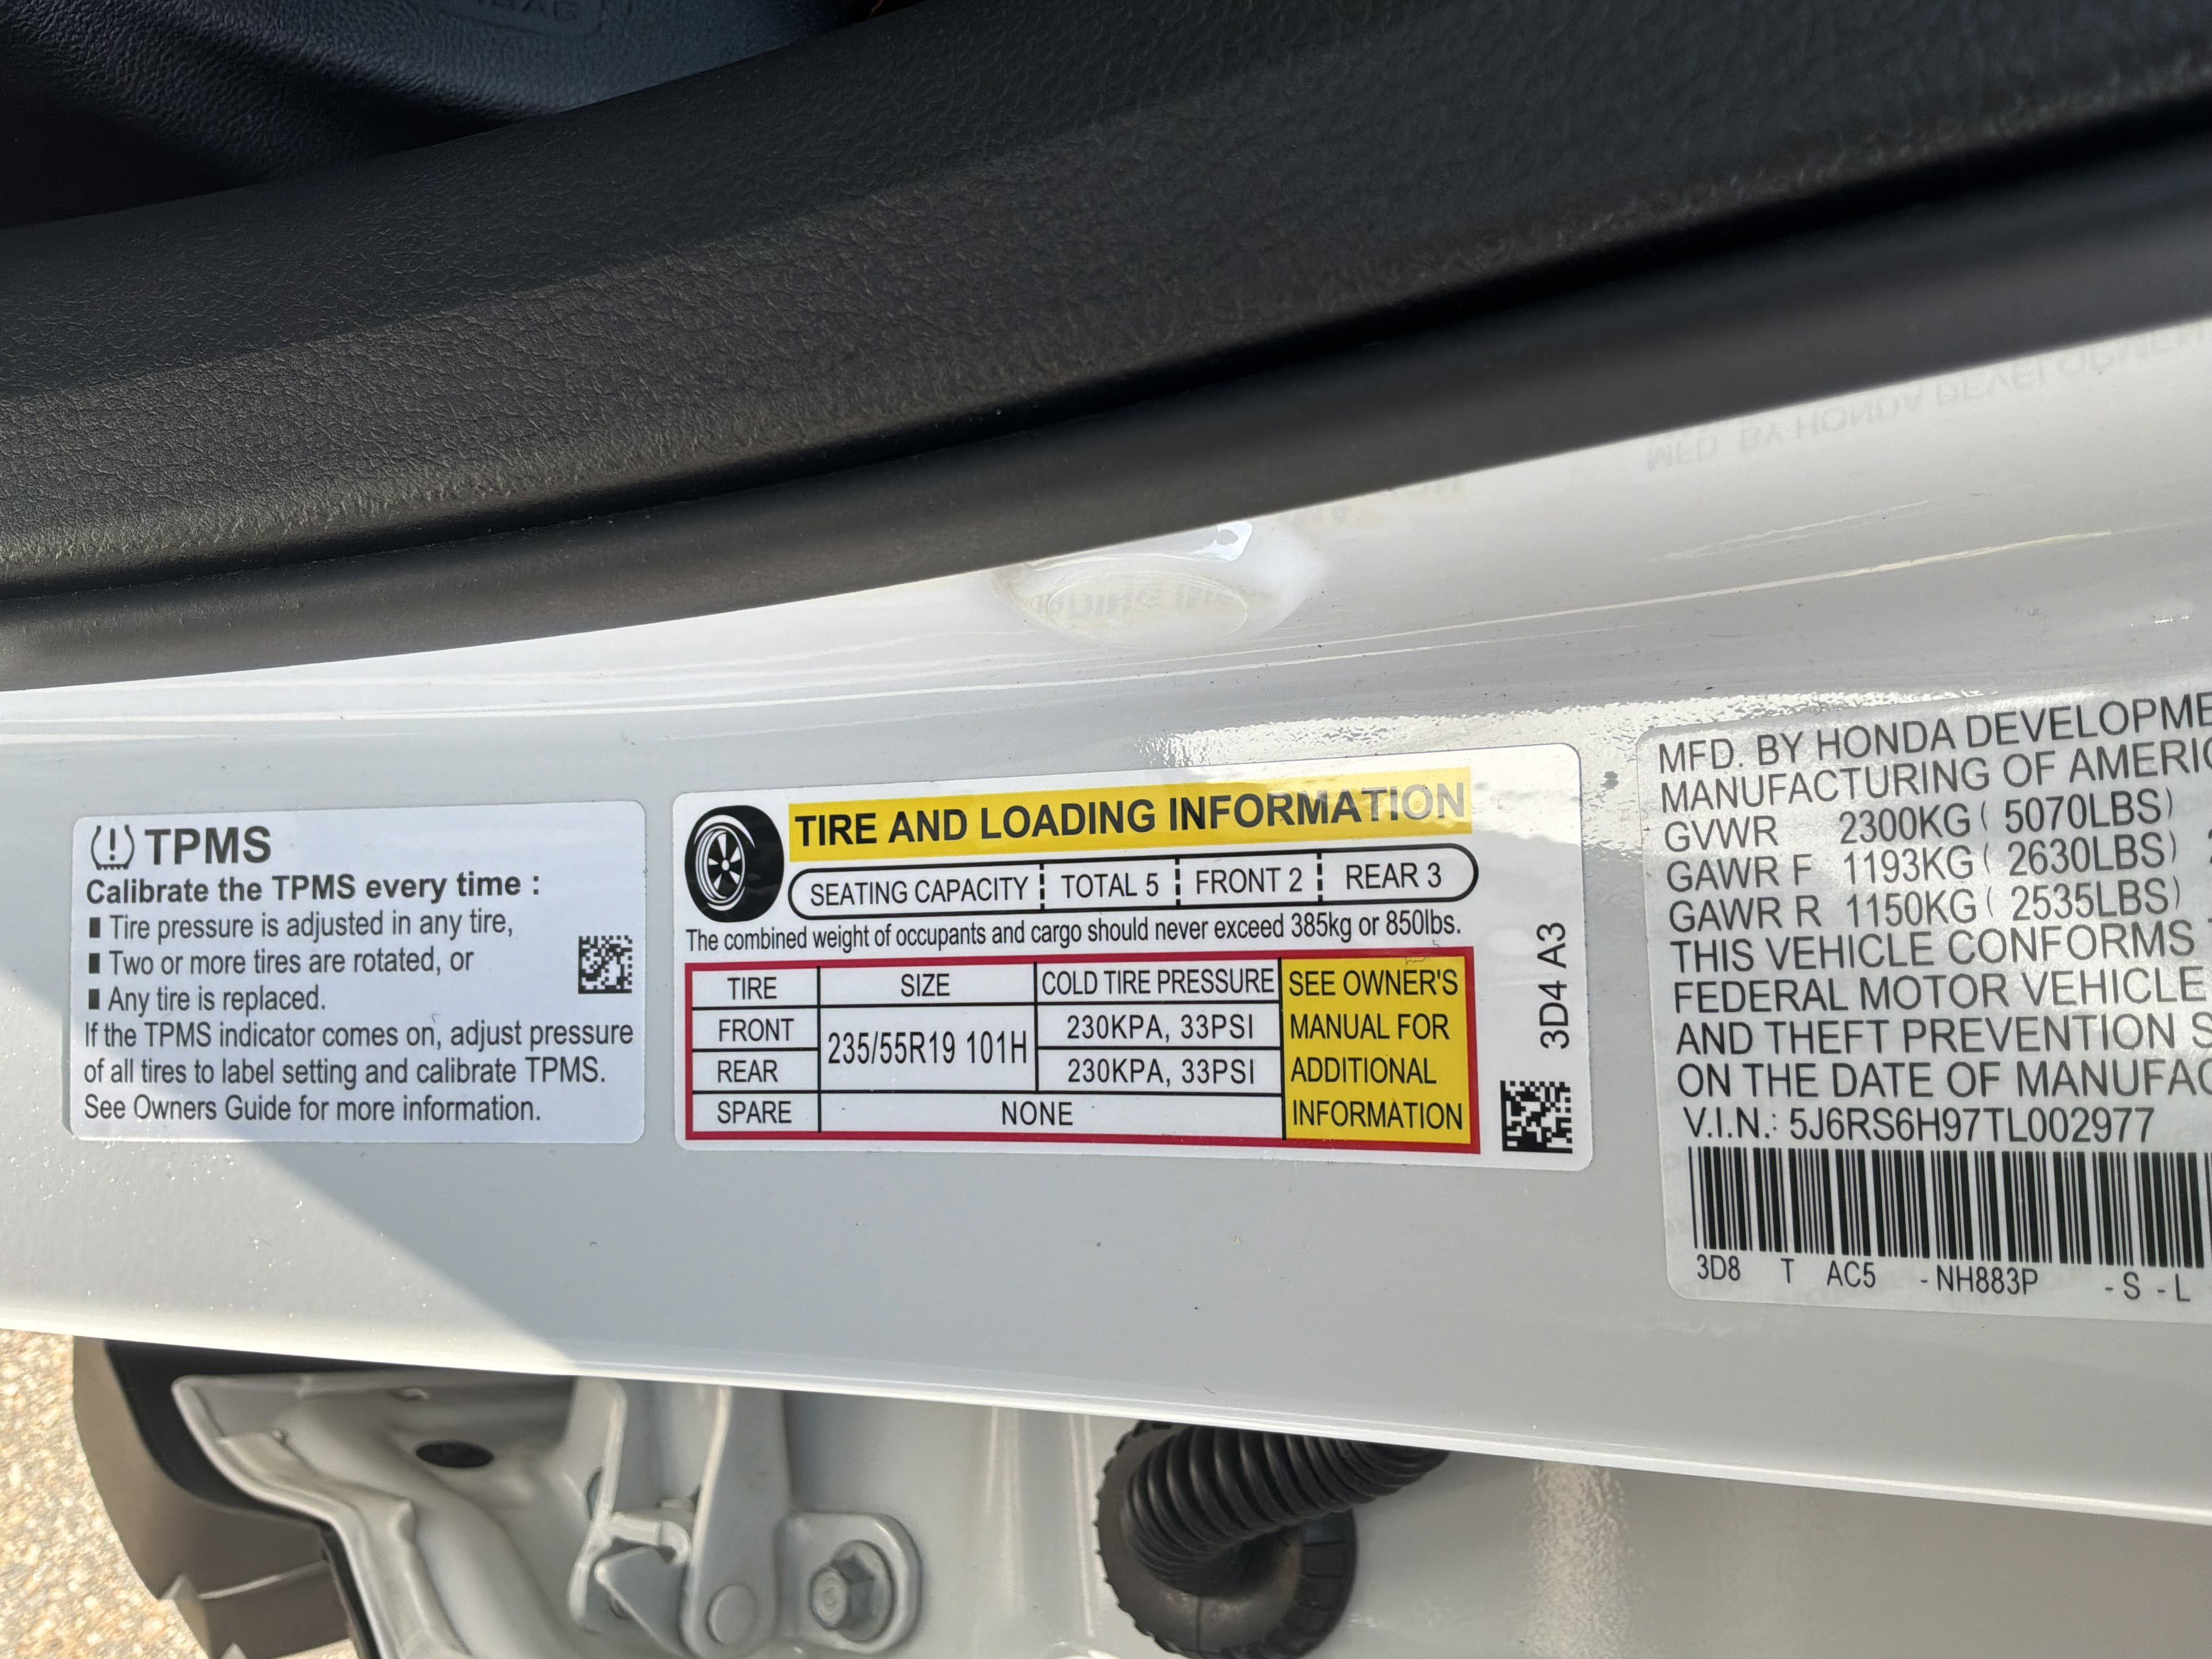 TPMS
Calibrate the TPMS every time :
▮ Tire pressure is adjusted in any tire,
▮ Two or more tires are rotated, or
▮ Any tire is replaced.
If the TPMS indicator comes on, adjust pressure
of all tires to label setting and calibrate TPMS.
See Owners Guide for more information.
TIRE AND LOADING INFORMATION
SEATING CAPACITY TOTAL 5 FRONT 2 REAR 3
The combined weight of occupants and cargo should never exceed 385kg or 850lbs.
TIRE SIZE COLD TIRE PRESSURE
FRONT 235/55R19 101H 230KPA, 33PSI
REAR 230KPA, 33PSI
SPARE NONE
SEE OWNER'S
MANUAL FOR
ADDITIONAL
INFORMATION
3D4 A3
MFD. BY HONDA
MANUFACTURING OF
GVWR 2300KG ( 5070LBS)
GAWR F 1193KG ( 2630LBS)
GAWR R 1150KG ( 2535LBS)
THIS VEHICLE CONFORMS
FEDERAL MOTOR VEHICLE
AND THEFT PREVENTION
ON THE DATE OF
V.I.N.: 5J6RS6H97TL002977
3D8 T AC5 -NH883P -S -L